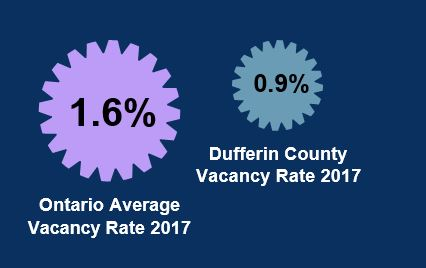 1.6%
Ontario Average
Vacancy Rate 2017
0.9%
Dufferin County
Vacancy Rate 2017